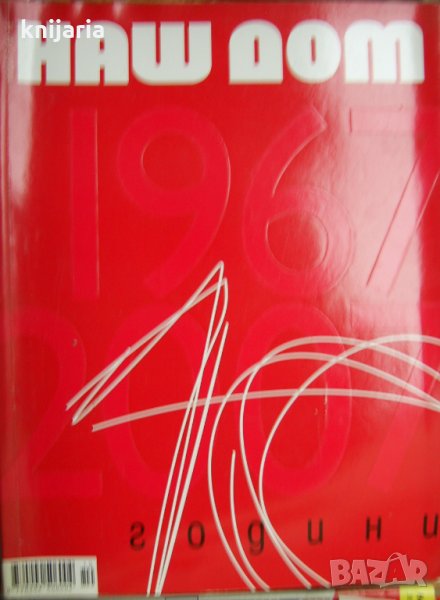 knijaria
НАШ ДОМ
1967
2007
40
години
BAZAR